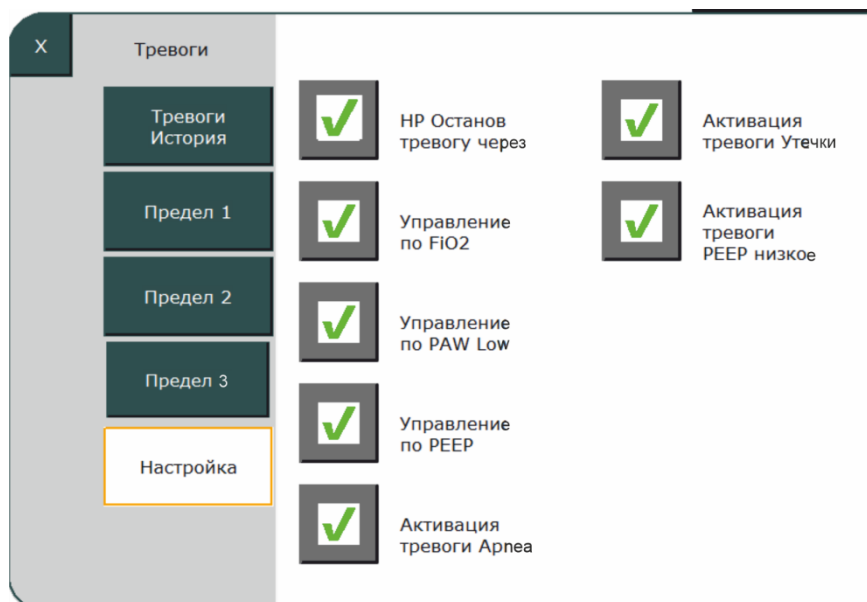 X
Тревоги
Тревоги
История
Предел 1
Предел 2
Предел 3
Настройка
HP Останов
тревогу через
Управление
по FiO2
Управление
по PAW Low
Управление
по PEEP
Активация
тревоги Apnea
Активация
тревоги Утечки
Активация
тревоги
PEEP низкое